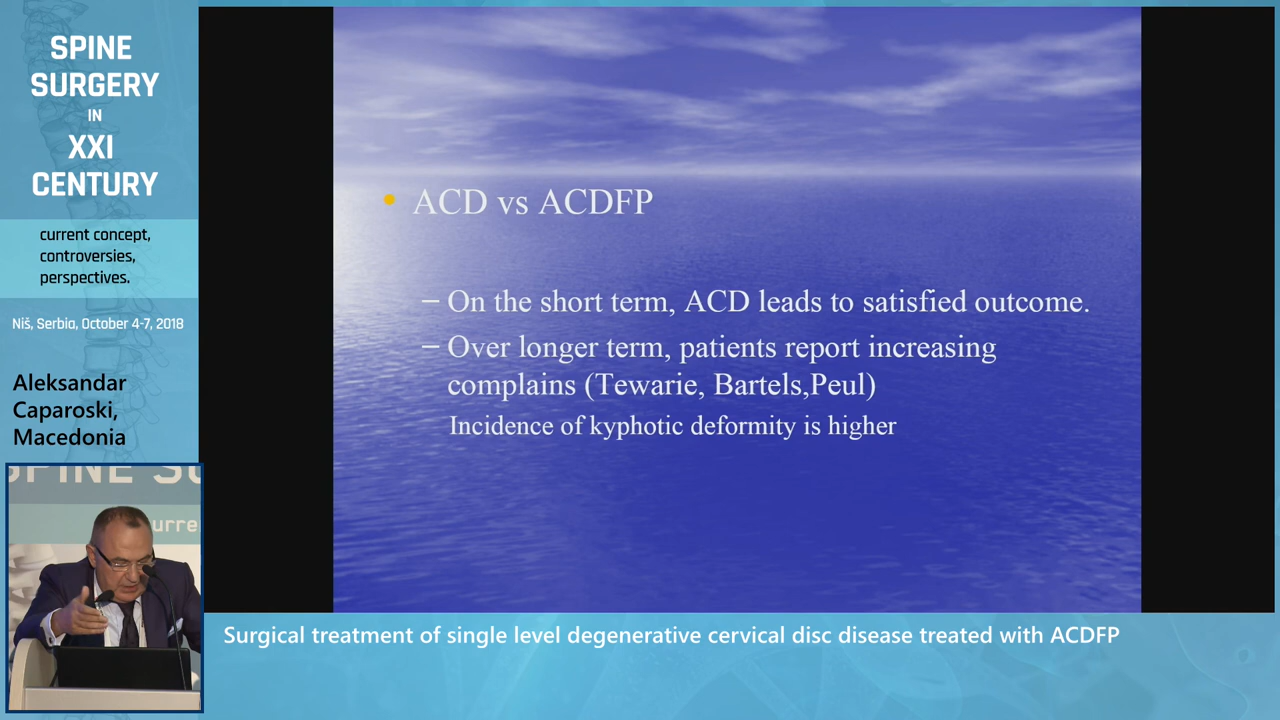 SPINE
SURGERY
IN
XXI
CENTURY
current concept,
controversies,
perspectives.
Niš, Serbia, October 4-7, 2018
Aleksandar
Caparoski,
Macedonia
SPINE SU
urre
• ACD vs ACDFP
– On the short term, ACD leads to satisfied outcome.
– Over longer term, patients report increasing
complains (Tewarie, Bartels,Peul)
Incidence of kyphotic deformity is higher
Surgical treatment of single level degenerative cervical disc disease treated with ACDFP